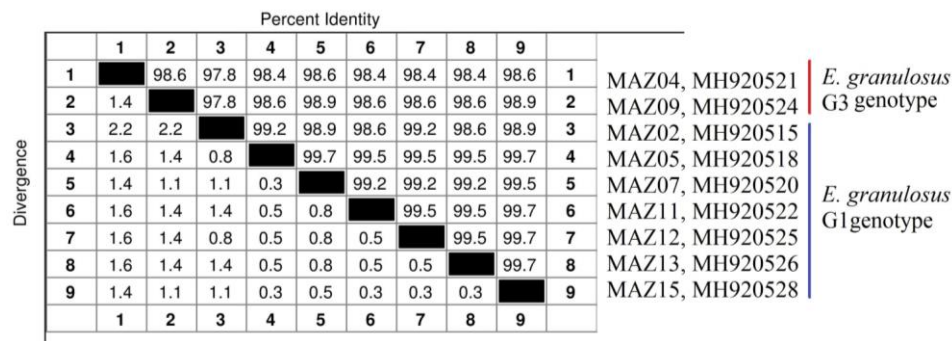 Percent Identity
1 2 3 4 5 6 7 8 9
1 98.6 97.8 98.4 98.6 98.4 98.4 98.4 98.6 1 MAZ04, MH920521
2 1.4 97.8 98.6 98.9 98.6 98.6 98.6 98.9 2 MAZ09, MH920524
3 2.2 2.2 99.2 98.9 98.6 99.2 98.6 98.9 3 MAZ02, MH920515
4 1.6 1.4 0.8 99.7 99.5 99.5 99.5 99.7 4 MAZ05, MH920518
5 1.4 1.1 1.1 0.3 99.2 99.2 99.2 99.5 5 MAZ07, MH920520
6 1.6 1.4 1.4 0.5 0.8 99.5 99.5 99.7 6 MAZ11, MH920522
7 1.6 1.4 0.8 0.5 0.8 0.5 99.5 99.7 7 MAZ12, MH920525
8 1.6 1.4 1.4 0.5 0.8 0.5 0.5 99.7 8 MAZ13, MH920526
9 1.4 1.1 1.1 0.3 0.5 0.3 0.3 0.3 9 MAZ15, MH920528
1 2 3 4 5 6 7 8 9
Divergence
E. granulosus
G3 genotype
E. granulosus
G1genotype